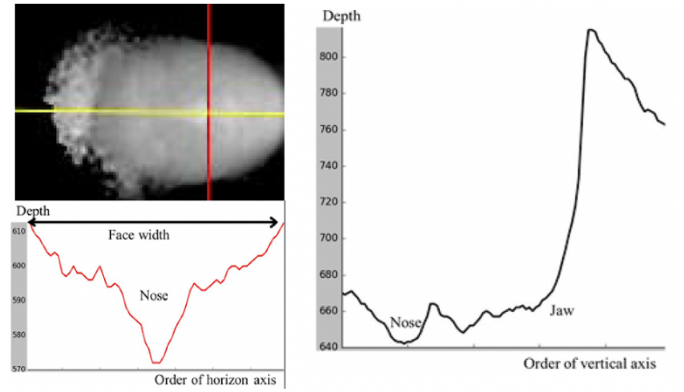 Depth
Face width
610
600
Nose
590
580
570
Order of horizon axis
Depth
800
780
760
740
720
700
680
660
Jaw
Nose
640
Order of vertical axis